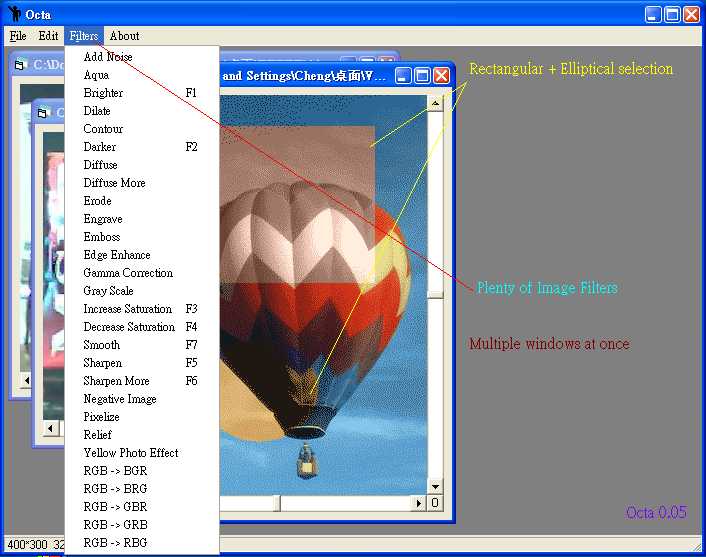 Octa
File Edit Filters About
C:\Do
and Settings\Cheng\桌面\V...
Add Noise
Aqua
Brighter F1
Dilate
Contour
Darker F2
Diffuse
Diffuse More
Erode
Engrave
Emboss
Edge Enhance
Gamma Correction
Gray Scale
Increase Saturation F3
Decrease Saturation F4
Smooth F7
Sharpen F5
Sharpen More F6
Negative Image
Pixelize
Relief
Yellow Photo Effect
RGB -> BGR
RGB -> BRG
RGB -> GBR
RGB -> GRB
RGB -> RBG
Rectangular + Elliptical selection
Plenty of Image Filters
Multiple windows at once
0
Octa 0.05
400*300 32